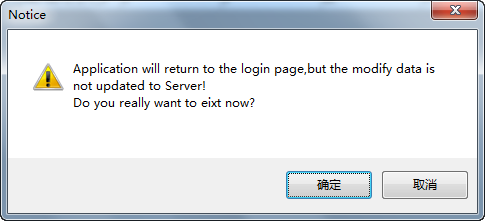 Notice
Application will return to the login page,but the modify data is
not updated to Server!
Do you really want to eixt now?
确定
取消